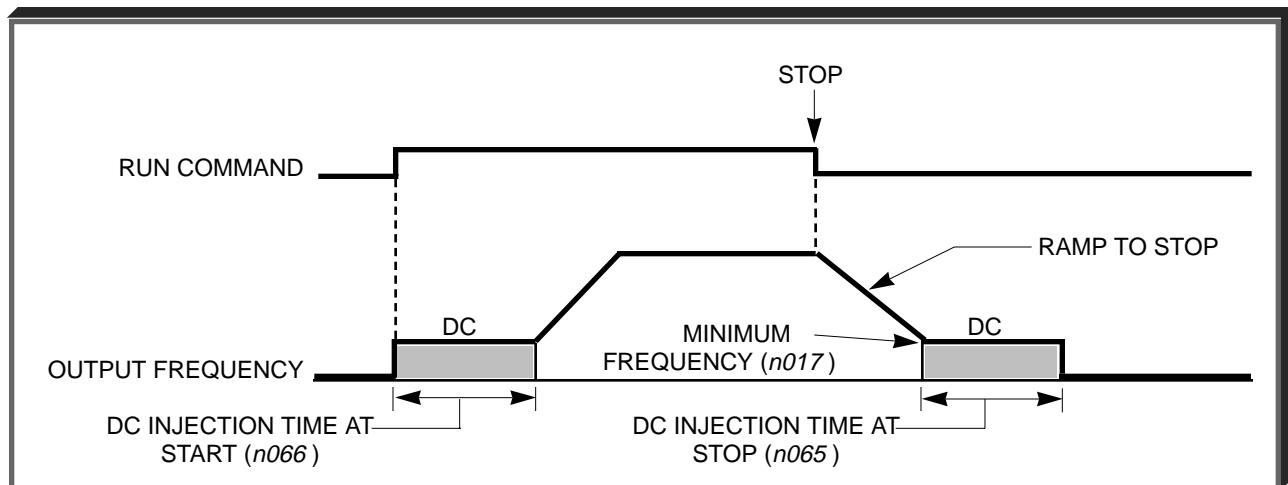 STOP
RUN COMMAND
RAMP TO STOP
DC
MINIMUM
FREQUENCY (n017 )
DC
OUTPUT FREQUENCY
DC INJECTION TIME AT
START (n066 )
DC INJECTION TIME AT
STOP (n065 )